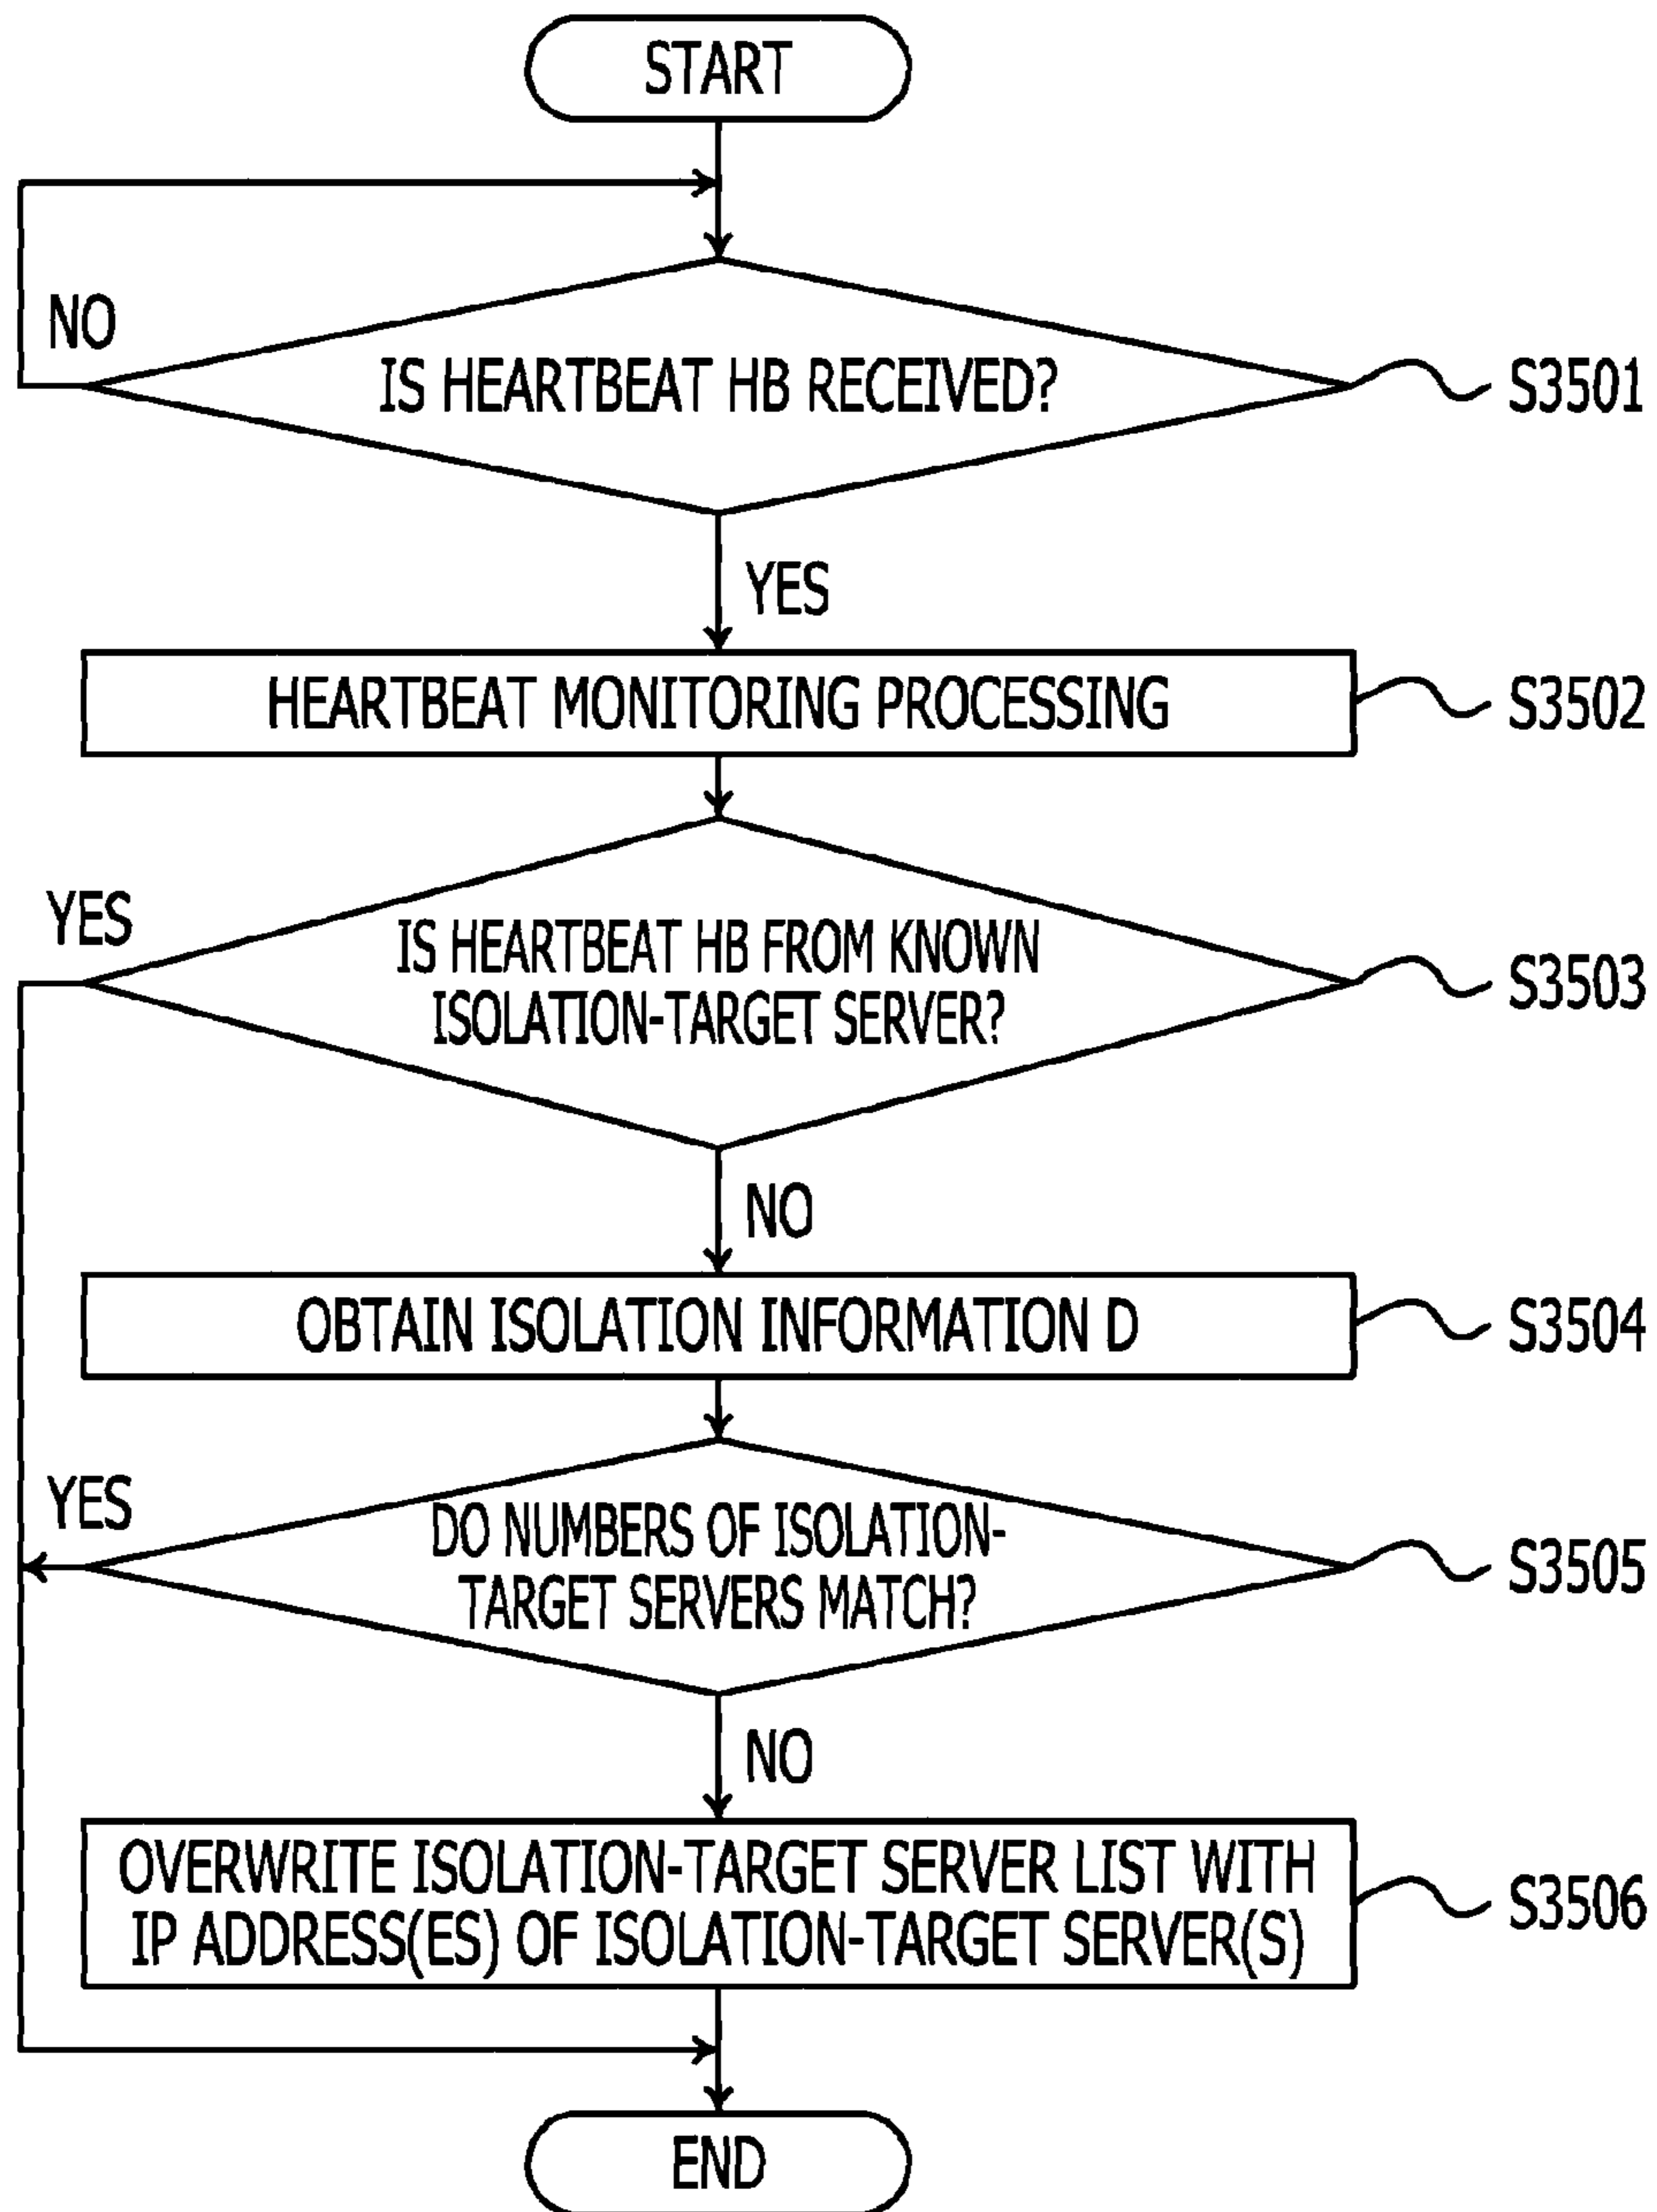 START
NO
IS HEARTBEAT HB RECEIVED?
S3501
YES
HEARTBEAT MONITORING PROCESSING
S3502
YES
IS HEARTBEAT HB FROM KNOWN
ISOLATION-TARGET SERVER?
S3503
NO
OBTAIN ISOLATION INFORMATION D
S3504
YES
DO NUMBERS OF ISOLATION-
TARGET SERVERS MATCH?
S3505
NO
OVERWRITE ISOLATION-TARGET SERVER LIST WITH
IP ADDRESS(ES) OF ISOLATION-TARGET SERVER(S)
S3506
END